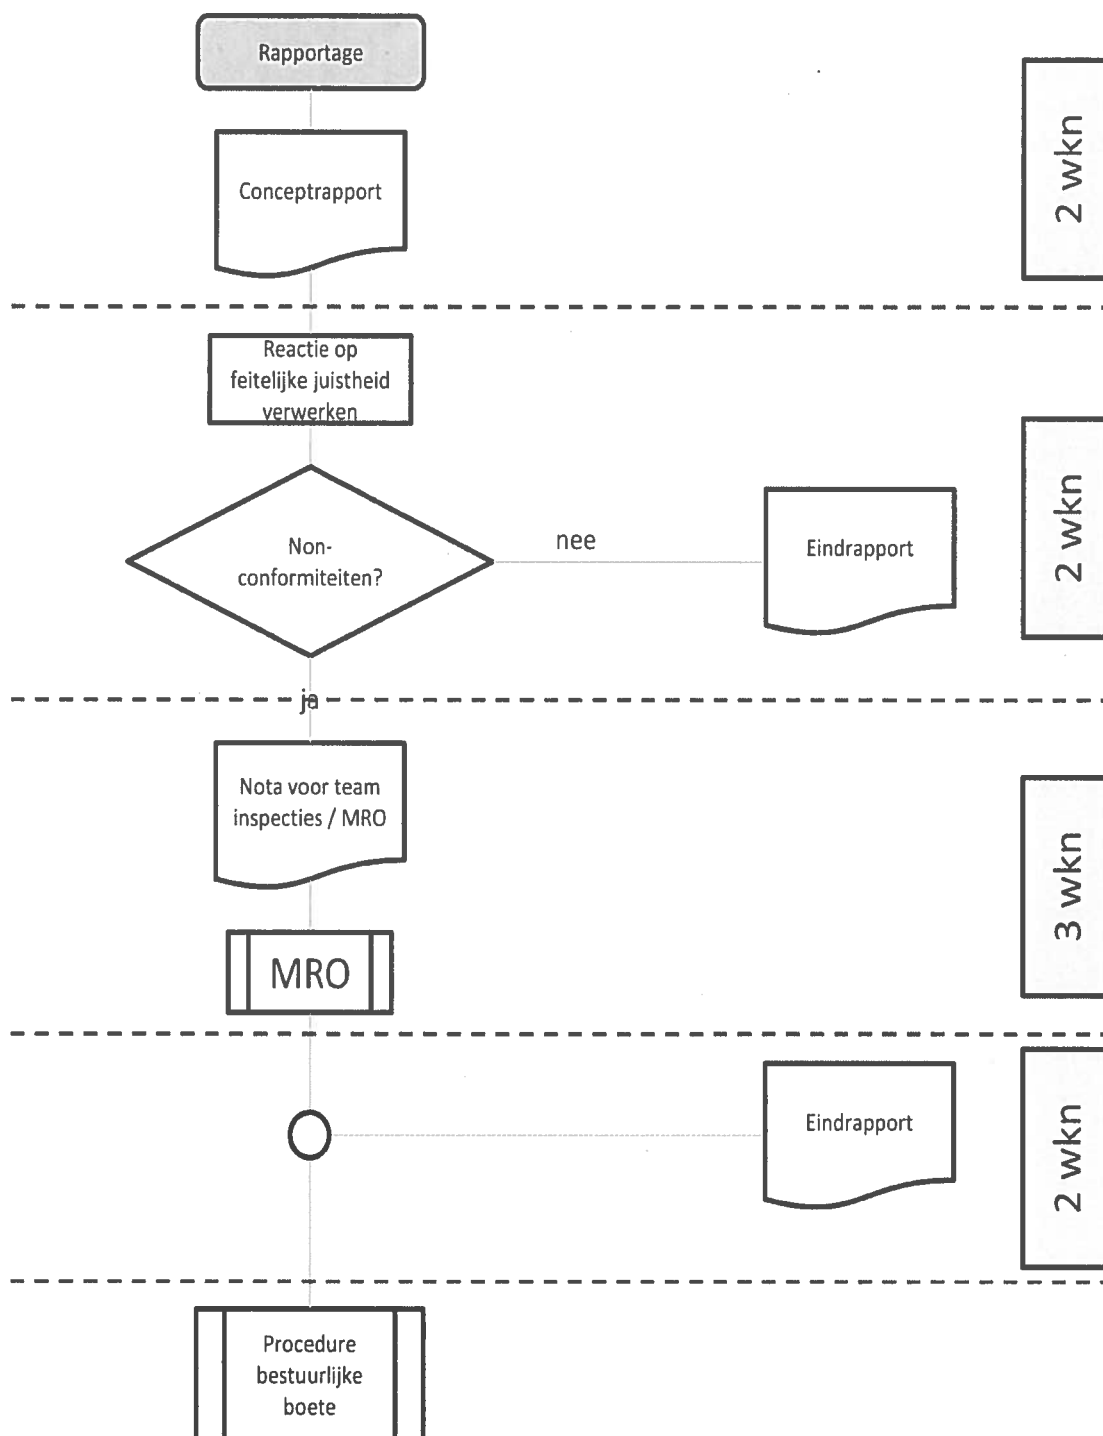 Rapportage
2 wkn
Conceptrapport
Reactie op
feitelijke juistheid
verwerken
2 wkn
Non-
conformiteiten?
nee
Eindrapport
ja
Nota voor team
inspecties / MRO
3 wkn
MRO
2 wkn
Eindrapport
Procedure
bestuurlijke
boete